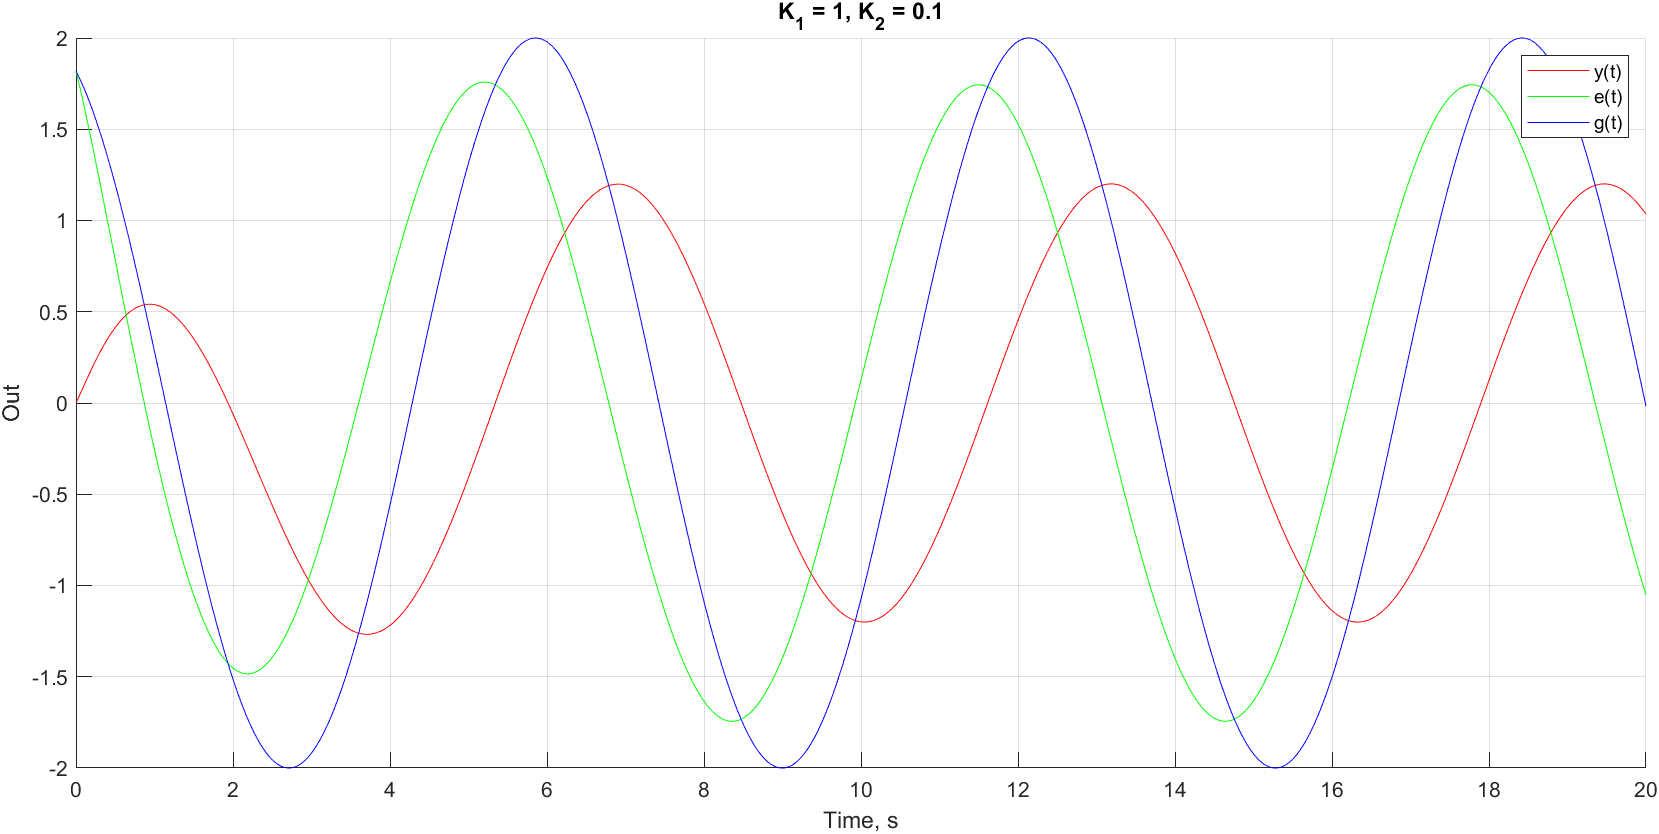 K₁ = 1, K₂ = 0.1
2
1.5
1
0.5
0
-0.5
-1
-1.5
-2
Out
y(t)
e(t)
g(t)
0 2 4 6 8 10 12 14 16 18 20
Time, s